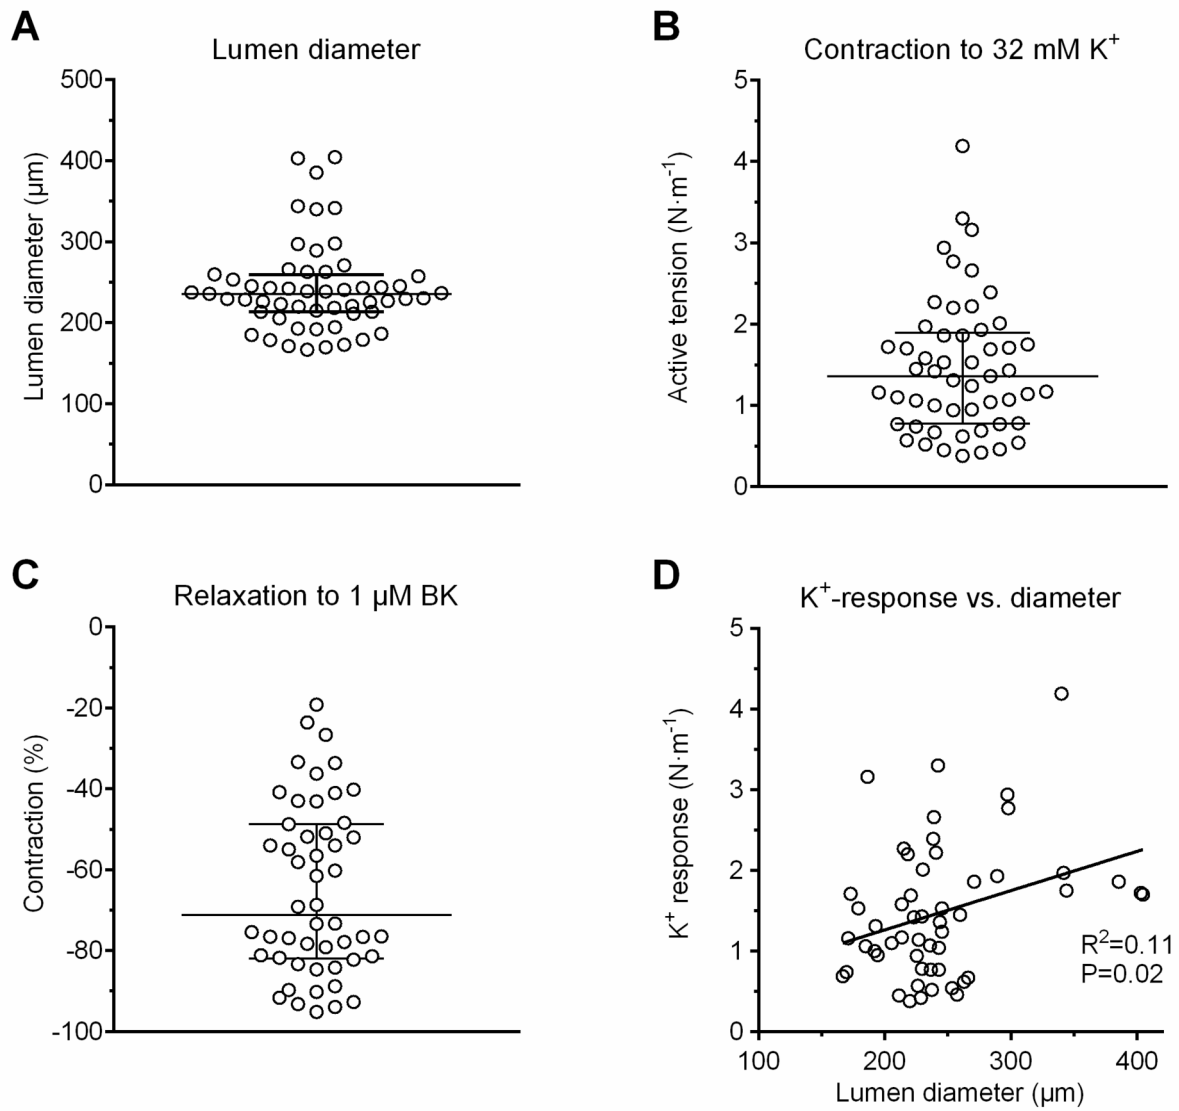 A
Lumen diameter
Lumen diameter (µm)
500
400
300
200
100
0
B
Contraction to 32 mM K⁺
Active tension (N·m⁻¹)
5
4
3
2
1
0
C
Relaxation to 1 µM BK
Contraction (%)
0
-20
-40
-60
-80
-100
D
K⁺-response vs. diameter
K⁺ response (N·m⁻¹)
5
4
3
2
1
0
R²=0.11
P=0.02
100 200 300 400
Lumen diameter (µm)